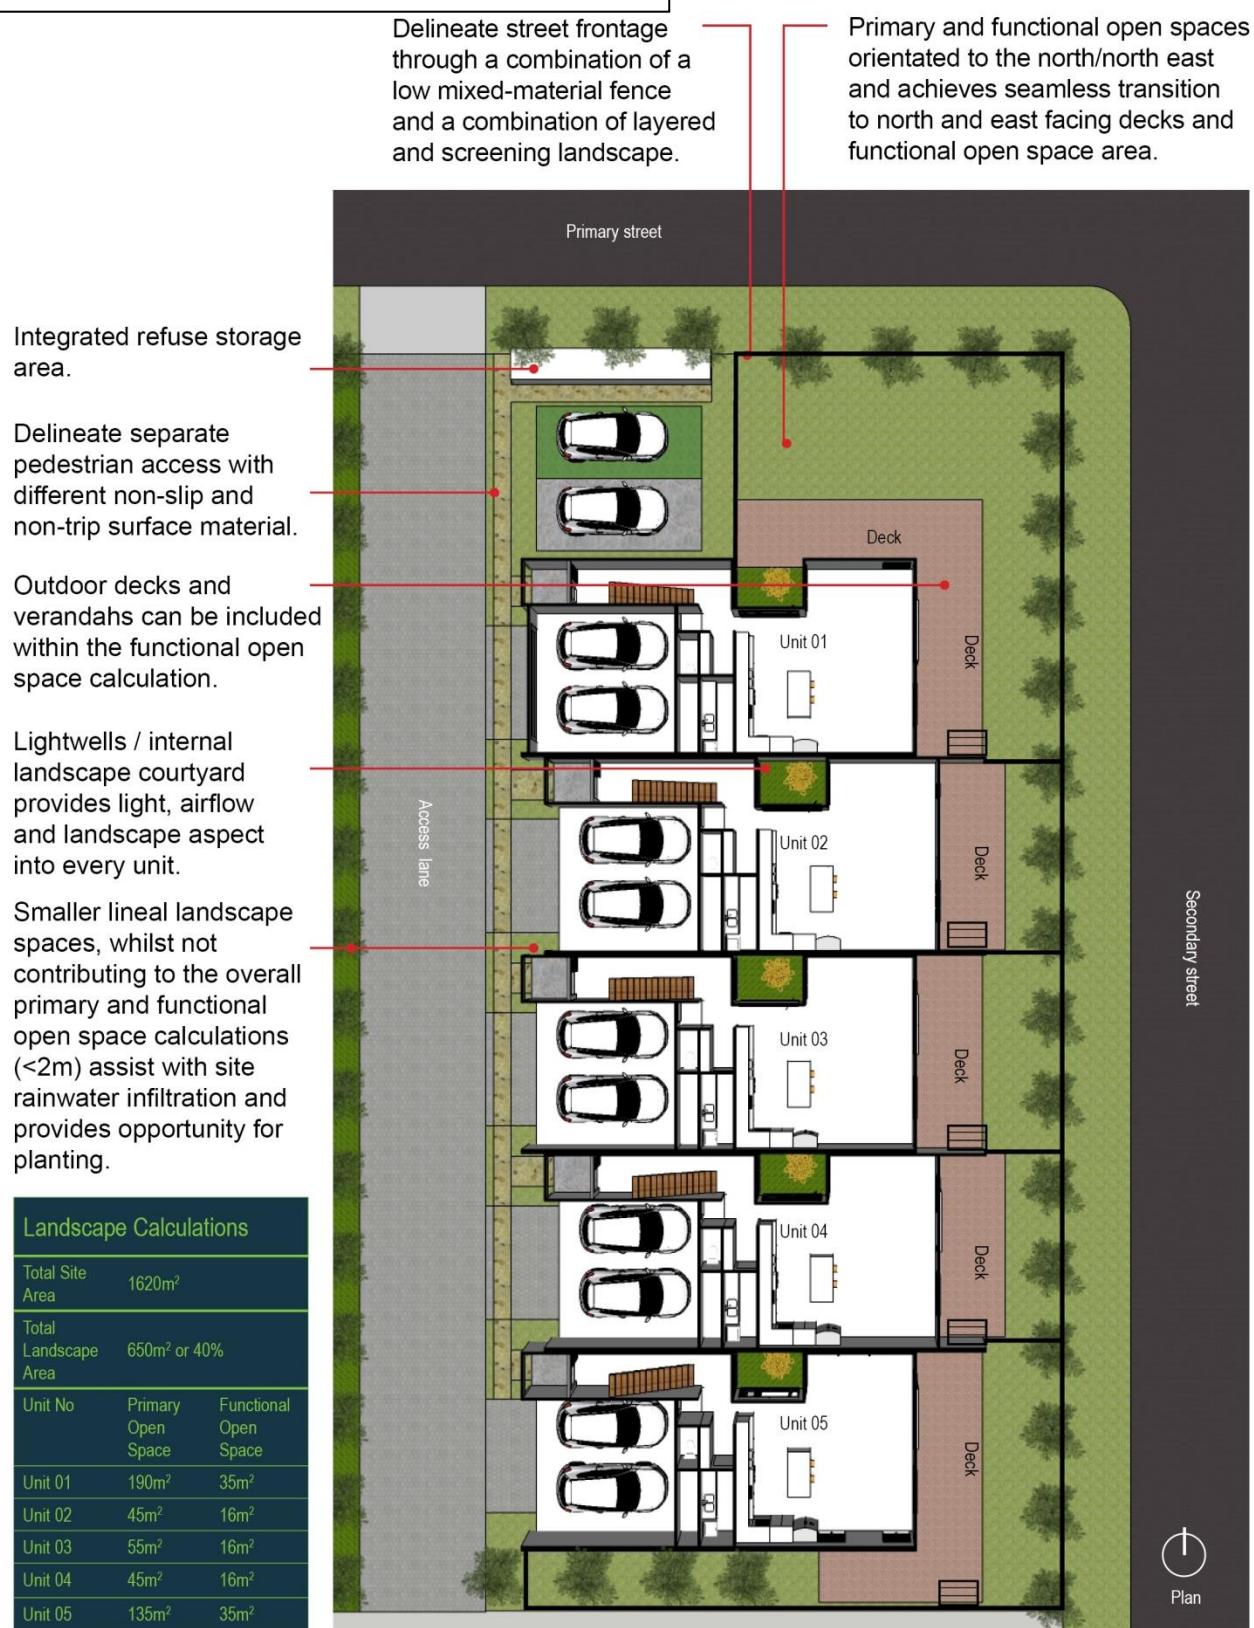 Delineate street frontage
through a combination of a
low mixed-material fence
and a combination of layered
and screening landscape.
Primary and functional open spaces
orientated to the north/north east
and achieves seamless transition
to north and east facing decks and
functional open space area.
Primary street
Integrated refuse storage
area.
Delineate separate
pedestrian access with
different non-slip and
non-trip surface material.
Outdoor decks and
verandahs can be included
within the functional open
space calculation.
Lightwells / internal
landscape courtyard
provides light, airflow
and landscape aspect
into every unit.
Smaller lineal landscape
spaces, whilst not
contributing to the overall
primary and functional
open space calculations
(<2m) assist with site
rainwater infiltration and
provides opportunity for
planting.
Access lane
Deck
Unit 01
Deck
Unit 02
Deck
Unit 03
Deck
Unit 04
Deck
Unit 05
Deck
Secondary street
Plan
Landscape Calculations
Total Site Area 1620m²
Total Landscape Area 650m² or 40%
Unit No Primary Open Space Functional Open Space
Unit 01 190m² 35m²
Unit 02 45m² 16m²
Unit 03 55m² 16m²
Unit 04 45m² 16m²
Unit 05 135m² 35m²